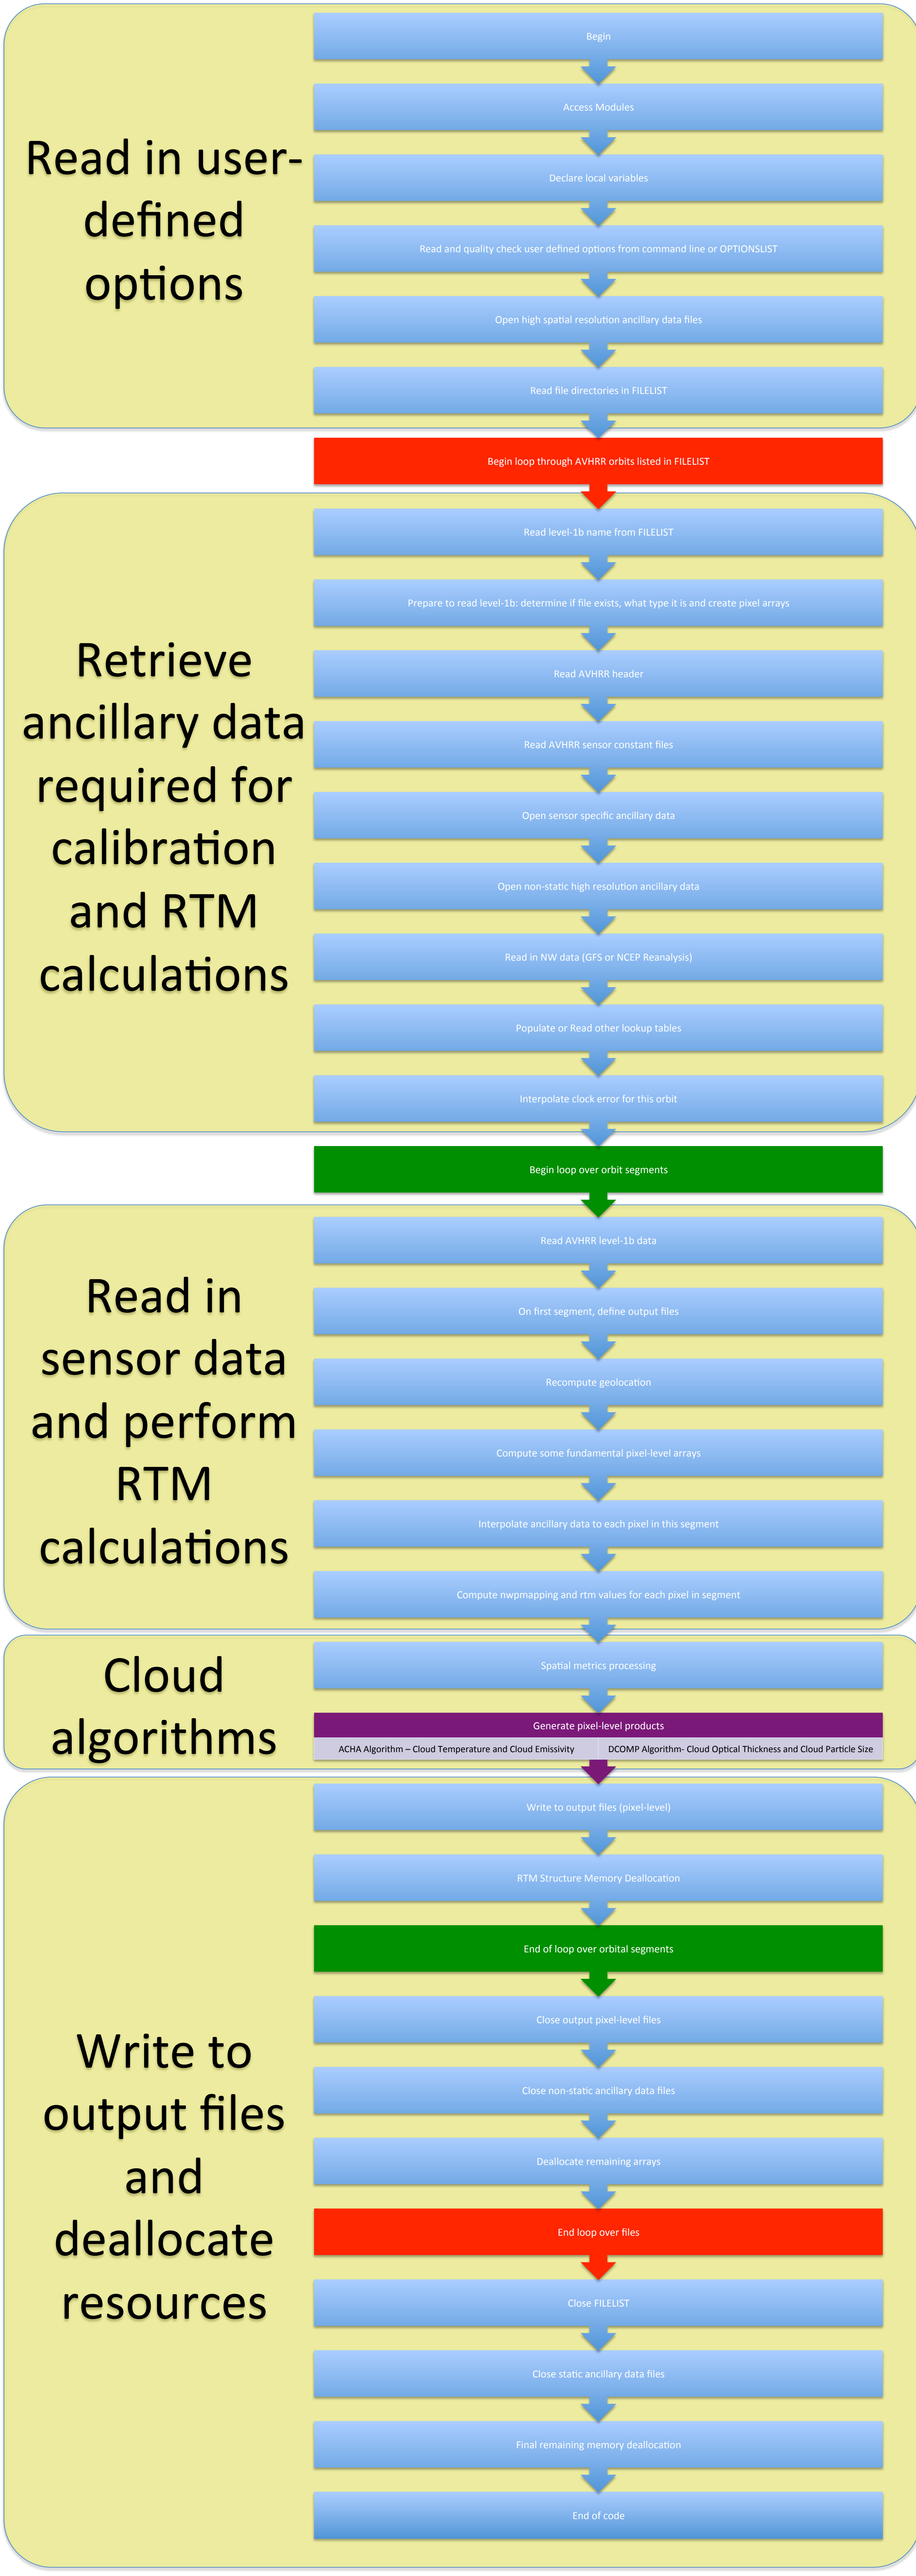 Read in user-
defined
options
Begin
Access Modules
Declare local variables
Read and quality check user defined options from command line or OPTIONSLIST
Open high spatial resolution ancillary data files
Read file directories in FILELIST
Begin loop through AVHRR orbits listed in FILELIST
Retrieve
ancillary data
required for
calibration
and RTM
calculations
Read level-1b name from FILELIST
Prepare to read level-1b: determine if file exists, what type it is and create pixel arrays
Read AVHRR header
Read AVHRR sensor constant files
Open sensor specific ancillary data
Open non-static high resolution ancillary data
Read in NW data (GFS or NCEP Reanalysis)
Populate or Read other lookup tables
Interpolate clock error for this orbit
Begin loop over orbit segments
Read in
sensor data
and perform
RTM
calculations
Read AVHRR level-1b data
On first segment, define output files
Recompute geolocation
Compute some fundamental pixel-level arrays
Interpolate ancillary data to each pixel in this segment
Compute nwpmapping and rtm values for each pixel in segment
Cloud
algorithms
Spatial metrics processing
Generate pixel-level products
ACHA Algorithm – Cloud Temperature and Cloud Emissivity
DCOMP Algorithm- Cloud Optical Thickness and Cloud Particle Size
Write to
output files
and
deallocate
resources
Write to output files (pixel-level)
RTM Structure Memory Deallocation
End of loop over orbital segments
Close output pixel-level files
Close non-static ancillary data files
Deallocate remaining arrays
End loop over files
Close FILELIST
Close static ancillary data files
Final remaining memory deallocation
End of code